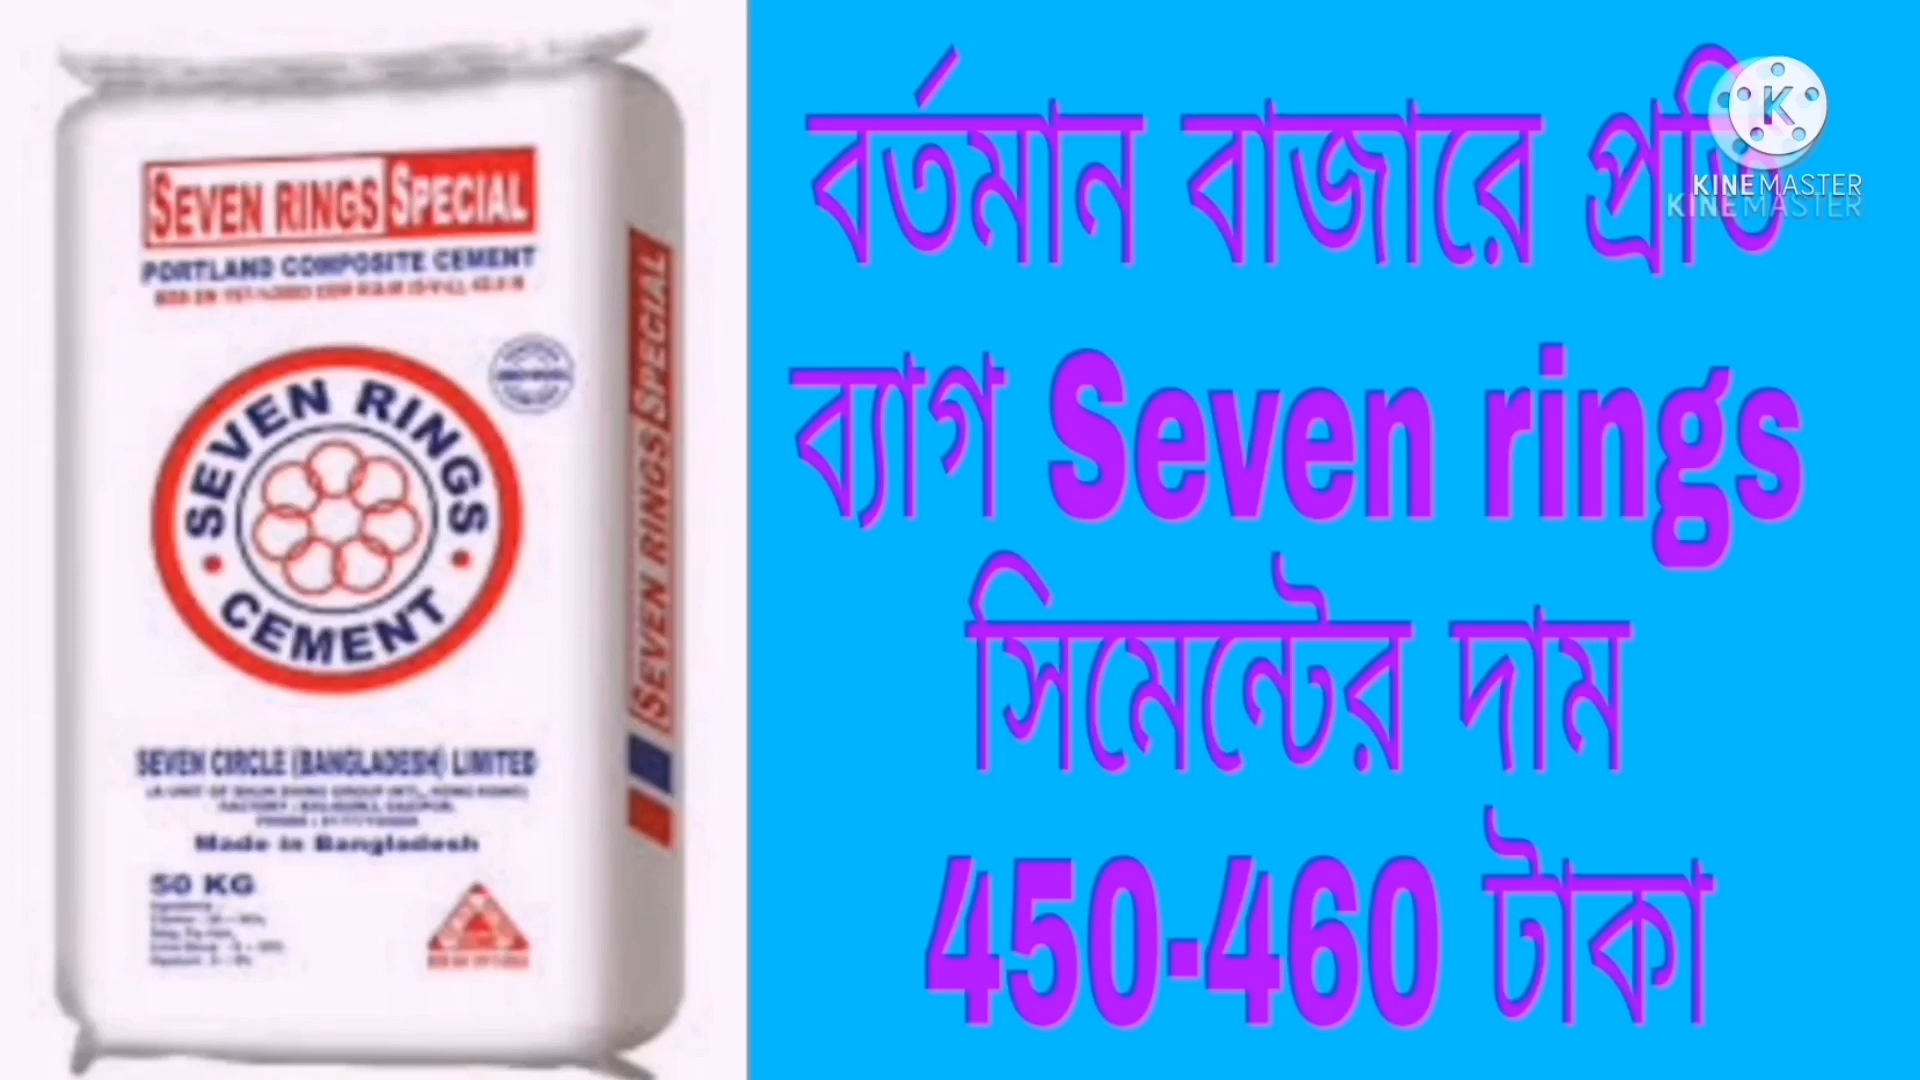 SEVEN RINGS SPECIAL
PORTLAND COMPOSITE CEMENT
SEVEN RINGS
CEMENT
SEVEN CIRCLE (BANGLADESH) LIMITED
Made in Bangladesh
50 KG
SEVEN RINGS SPECIAL
বর্তমান বাজারে প্রতি
ব্যাগ Seven rings
সিমেন্টের দাম
450-460 টাকা
K
KINEMASTER
KINEMASTER